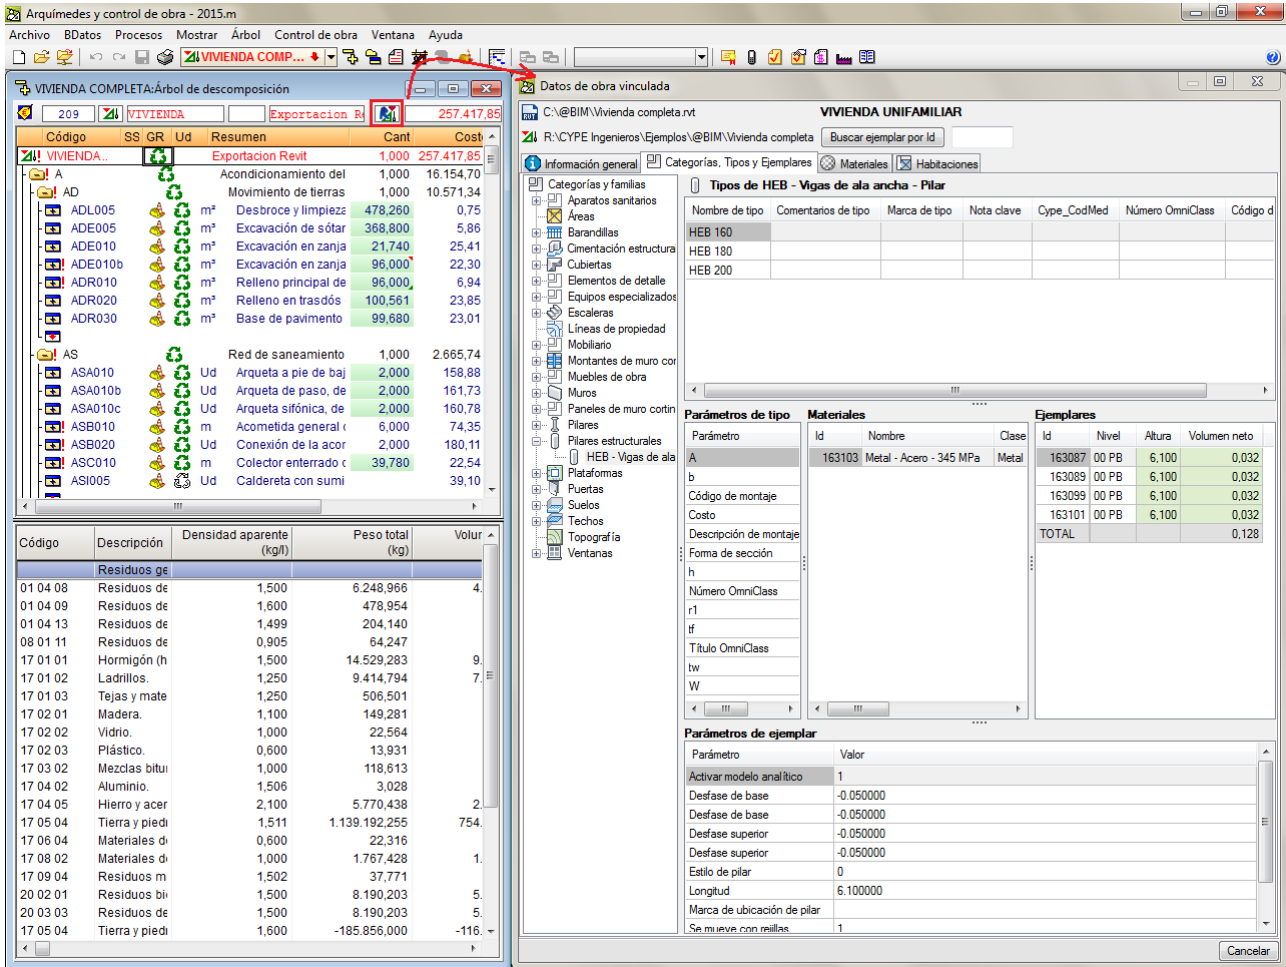 Arquímedes y control de obra - 2015.m
Archivo BDatos Procesos Mostrar Árbol Control de obra Ventana Ayuda
VIVIENDA COMP...
VIVIENDA COMPLETA:Árbol de descomposición
209 VIVIENDA Exportacion R 257.417,85
Código SS GR Ud Resumen Cant Cost
VIVIENDA.. Exportacion Revit 1,000 257.417,85
A Acondicionamiento del 1,000 16.154,70
AD Movimiento de tierras 1,000 10.571,34
ADL005 m² Desbroce y limpieza 478,260 0,75
ADE005 m³ Excavación de sótar 368,800 5,86
ADE010 m³ Excavación en zanja 21,740 25,41
ADE010b m³ Excavación en zanja 96,000 22,30
ADR010 m³ Relleno principal de 96,000 6,94
ADR020 m³ Relleno en trasdós 100,561 23,85
ADR030 m³ Base de pavimento 99,680 23,01
AS Red de saneamiento 1,000 2.665,74
ASA010 Ud Arqueta a pie de baj 2,000 158,88
ASA010b Ud Arqueta de paso, de 2,000 161,73
ASA010c Ud Arqueta sifónica, de 2,000 160,78
ASB010 m Acometida general 6,000 74,35
ASB020 Ud Conexión de la acor 2,000 180,11
ASC010 m Colector enterrado 39,780 22,54
ASI005 Ud Caldereta con sumi 39,10
Código Descripción Densidad aparente (kg/l) Peso total (kg) Volur
Residuos ge
01 04 08 Residuos de 1,500 6.248,966 4.
01 04 09 Residuos de 1,600 478,954
01 04 13 Residuos de 1,499 204,140
08 01 11 Residuos de 0,905 64,247
17 01 01 Hormigón (h 1,500 14.529,283 9.
17 01 02 Ladrillos. 1,250 9.414,794 7.
17 01 03 Tejas y mate 1,250 506,501
17 02 01 Madera. 1,100 149,281
17 02 02 Vidrio. 1,000 22,564
17 02 03 Plástico. 0,600 13,931
17 03 02 Mezclas bitui 1,000 118,613
17 04 02 Aluminio. 1,506 3,028
17 04 05 Hierro y acer 2,100 5.770,438 2.
17 05 04 Tierra y piedi 1,511 1.139.192,255 754.
17 06 04 Materiales di 0,600 22,316
17 08 02 Materiales di 1,000 1.767,428 1.
17 09 04 Residuos m 1,502 37,771
20 02 01 Residuos bi 1,500 8.190,203 5.
20 03 03 Residuos de 1,500 8.190,203 5.
17 05 04 Tierra y piedi 1,600 -185.856,000 -116.
Datos de obra vinculada
C:\@BIM\Vivienda completa.rvt VIVIENDA UNIFAMILIAR
R:\CYPE Ingenieros\Ejemplos\@BIM\Vivienda completa Buscar ejemplar por Id
Información general Categorías, Tipos y Ejemplares Materiales Habitaciones
Categorías y familias
Aparatos sanitarios
Áreas
Barandillas
Cimentación estructura
Cubiertas
Elementos de detalle
Equipos especializados
Escaleras
Líneas de propiedad
Mobiliario
Montantes de muro cor
Muebles de obra
Muros
Paneles de muro cortin
Pilares
Pilares estructurales
HEB - Vigas de ala
Plataformas
Puertas
Suelos
Techos
Topografía
Ventanas
Tipos de HEB - Vigas de ala ancha - Pilar
Nombre de tipo Comentarios de tipo Marca de tipo Nota clave Cype_CodMed Número OmniClass Código d
HEB 160
HEB 180
HEB 200
Parámetros de tipo
Parámetro
A
b
Código de montaje
Costo
Descripción de montaje
Forma de sección
h
Número OmniClass
r1
tf
Título OmniClass
tw
W
Materiales
Id Nombre Clase
163103 Metal - Acero - 345 MPa Metal
Ejemplares
Id Nivel Altura Volumen neto
163087 00 PB 6,100 0,032
163089 00 PB 6,100 0,032
163099 00 PB 6,100 0,032
163101 00 PB 6,100 0,032
TOTAL 0,128
Parámetros de ejemplar
Parámetro Valor
Activar modelo analítico 1
Desfase de base -0.050000
Desfase de base -0.050000
Desfase superior -0.050000
Desfase superior -0.050000
Estilo de pilar 0
Longitud 6.100000
Marca de ubicación de pilar
Se mueve con rejillas 1
Cancelar